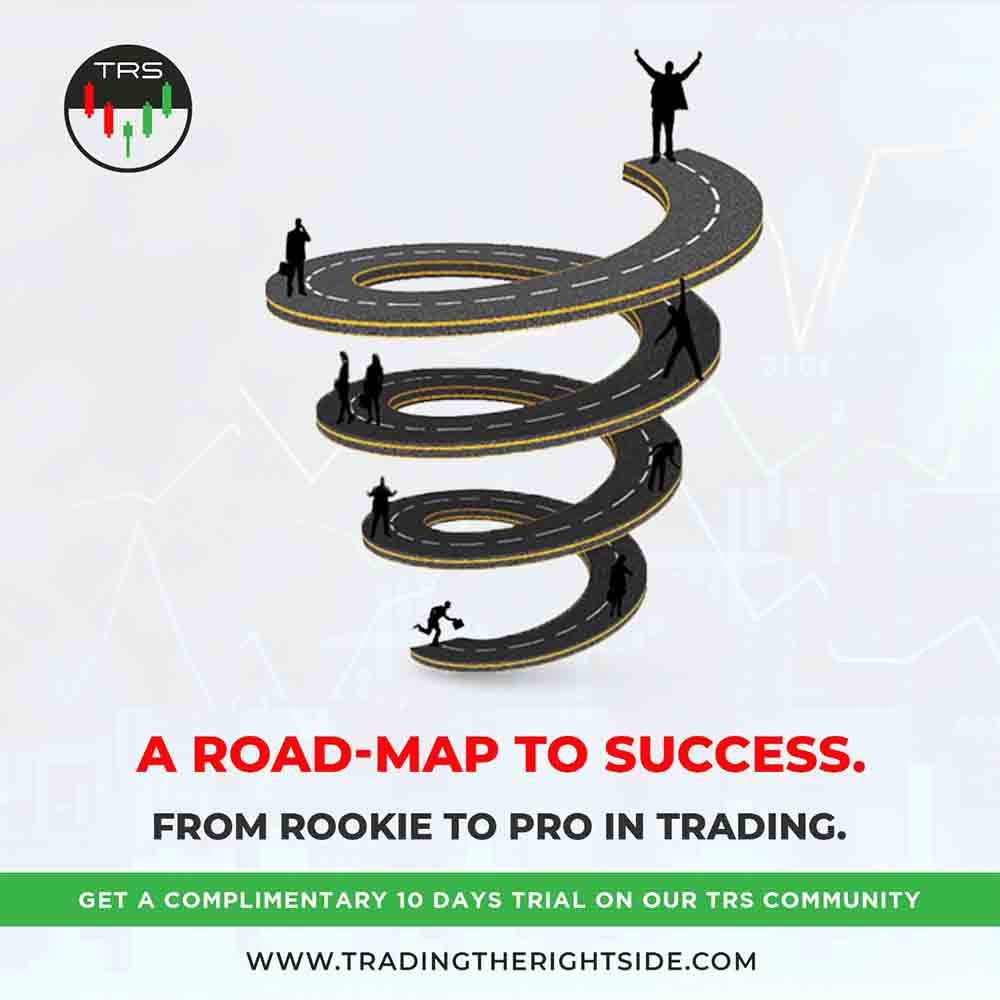 TRS
A ROAD-MAP TO SUCCESS.
FROM ROOKIE TO PRO IN TRADING.
GET A COMPLIMENTARY 10 DAYS TRIAL ON OUR TRS COMMUNITY
WWW.TRADINGTHERIGHTSIDE.COM